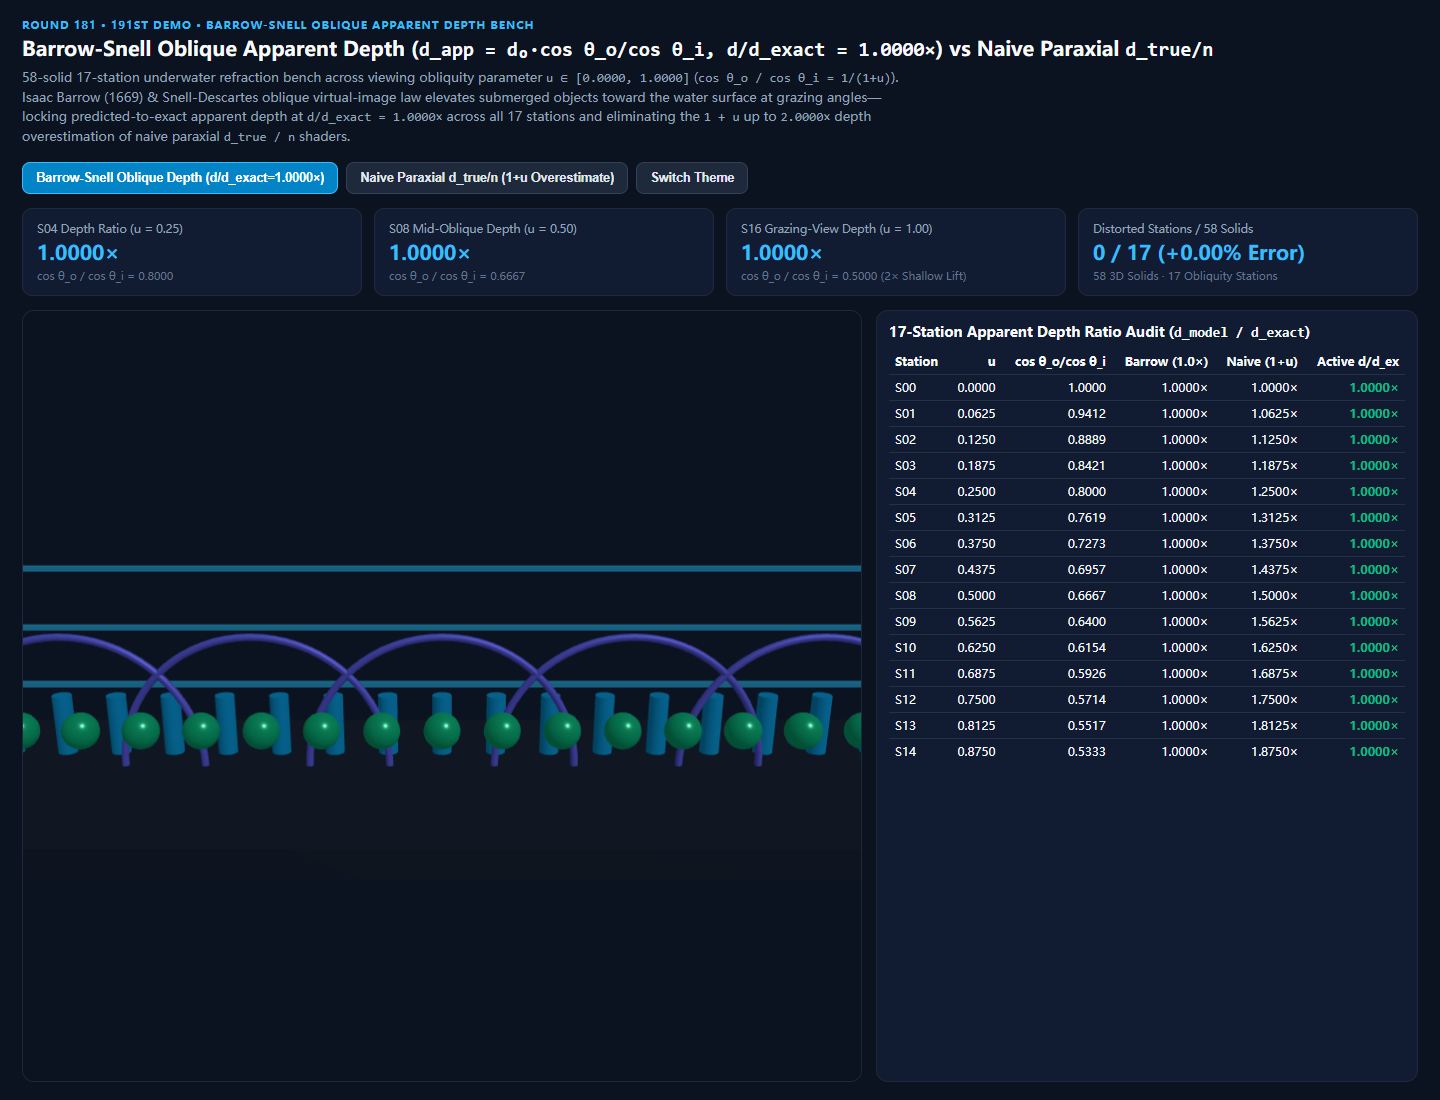 ROUND 181 • 191ST DEMO • BARROW-SNELL OBLIQUE APPARENT DEPTH BENCH
Barrow-Snell Oblique Apparent Depth (d_app = d₀·cos θ_o/cos θ_i, d/d_exact = 1.0000×) vs Naive Paraxial d_true/n
58-solid 17-station underwater refraction bench across viewing obliquity parameter u ∈ [0.0000, 1.0000] (cos θ_o / cos θ_i = 1/(1+u)).
Isaac Barrow (1669) & Snell-Descartes oblique virtual-image law elevates submerged objects toward the water surface at grazing angles—
locking predicted-to-exact apparent depth at d/d_exact = 1.0000× across all 17 stations and eliminating the 1 + u up to 2.0000× depth
overestimation of naive paraxial d_true / n shaders.
Barrow-Snell Oblique Depth (d/d_exact=1.0000×) Naive Paraxial d_true/n (1+u Overestimate) Switch Theme
S04 Depth Ratio (u = 0.25)
1.0000×
cos θ_o / cos θ_i = 0.8000
S08 Mid-Oblique Depth (u = 0.50)
1.0000×
cos θ_o / cos θ_i = 0.6667
S16 Grazing-View Depth (u = 1.00)
1.0000×
cos θ_o / cos θ_i = 0.5000 (2× Shallow Lift)
Distorted Stations / 58 Solids
0 / 17 (+0.00% Error)
58 3D Solids · 17 Obliquity Stations
17-Station Apparent Depth Ratio Audit (d_model / d_exact)
Station u cos θ_o/cos θ_i Barrow (1.0×) Naive (1+u) Active d/d_ex
S00 0.0000 1.0000 1.0000× 1.0000× 1.0000×
S01 0.0625 0.9412 1.0000× 1.0625× 1.0000×
S02 0.1250 0.8889 1.0000× 1.1250× 1.0000×
S03 0.1875 0.8421 1.0000× 1.1875× 1.0000×
S04 0.2500 0.8000 1.0000× 1.2500× 1.0000×
S05 0.3125 0.7619 1.0000× 1.3125× 1.0000×
S06 0.3750 0.7273 1.0000× 1.3750× 1.0000×
S07 0.4375 0.6957 1.0000× 1.4375× 1.0000×
S08 0.5000 0.6667 1.0000× 1.5000× 1.0000×
S09 0.5625 0.6400 1.0000× 1.5625× 1.0000×
S10 0.6250 0.6154 1.0000× 1.6250× 1.0000×
S11 0.6875 0.5926 1.0000× 1.6875× 1.0000×
S12 0.7500 0.5714 1.0000× 1.7500× 1.0000×
S13 0.8125 0.5517 1.0000× 1.8125× 1.0000×
S14 0.8750 0.5333 1.0000× 1.8750× 1.0000×